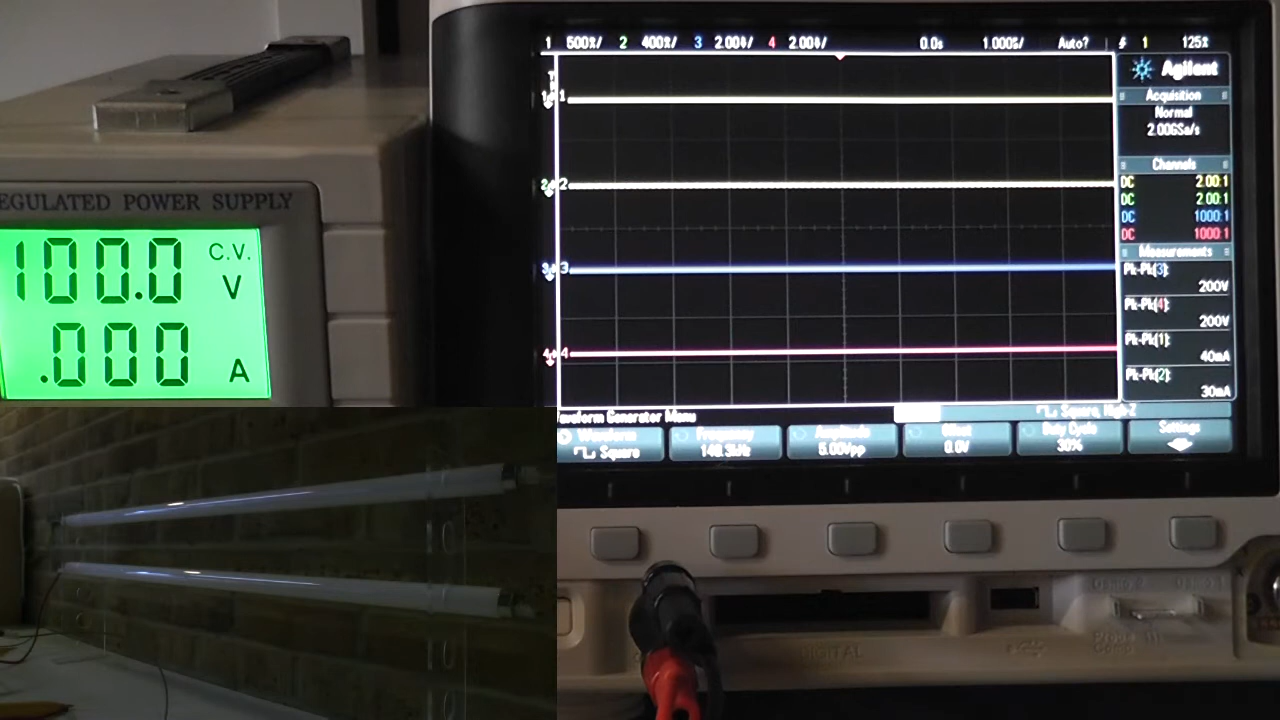 EGULATED POWER SUPPLY
100.0 C.V.
V
.000 A
1 500%/ 2 400%/ 3 2.00V/ 4 2.00V/ 0.0s 1.000s/ Auto? 1 125%
Agilent
Acquisition
Normal
2.00GSa/s
Channels
DC 2.00:1
DC 2.00:1
DC 1000:1
DC 1000:1
Measurements
Pk-Pk(3):
200V
Pk-Pk(4):
200V
Pk-Pk(1):
40mA
Pk-Pk(2):
30mA
Waveform Generator Menu
Square, High-Z
Waveform
Square
Frequency
Amplitude
5.00Vpp
Offset
0.0V
Duty Cycle
30%
Settings
DIGITAL